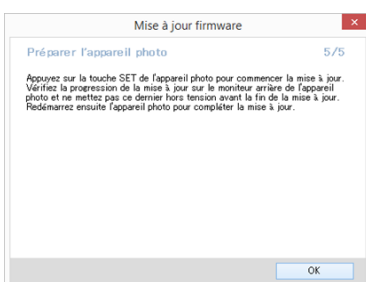 Mise à jour firmware
Préparer l'appareil photo 5/5
Appuyez sur la touche SET de l'appareil photo pour commencer la mise à jour.
Vérifiez la progression de la mise à jour sur le moniteur arrière de l'appareil
photo et ne mettez pas ce dernier hors tension avant la fin de la mise à jour.
Redémarrez ensuite l'appareil photo pour compléter la mise à jour.
OK